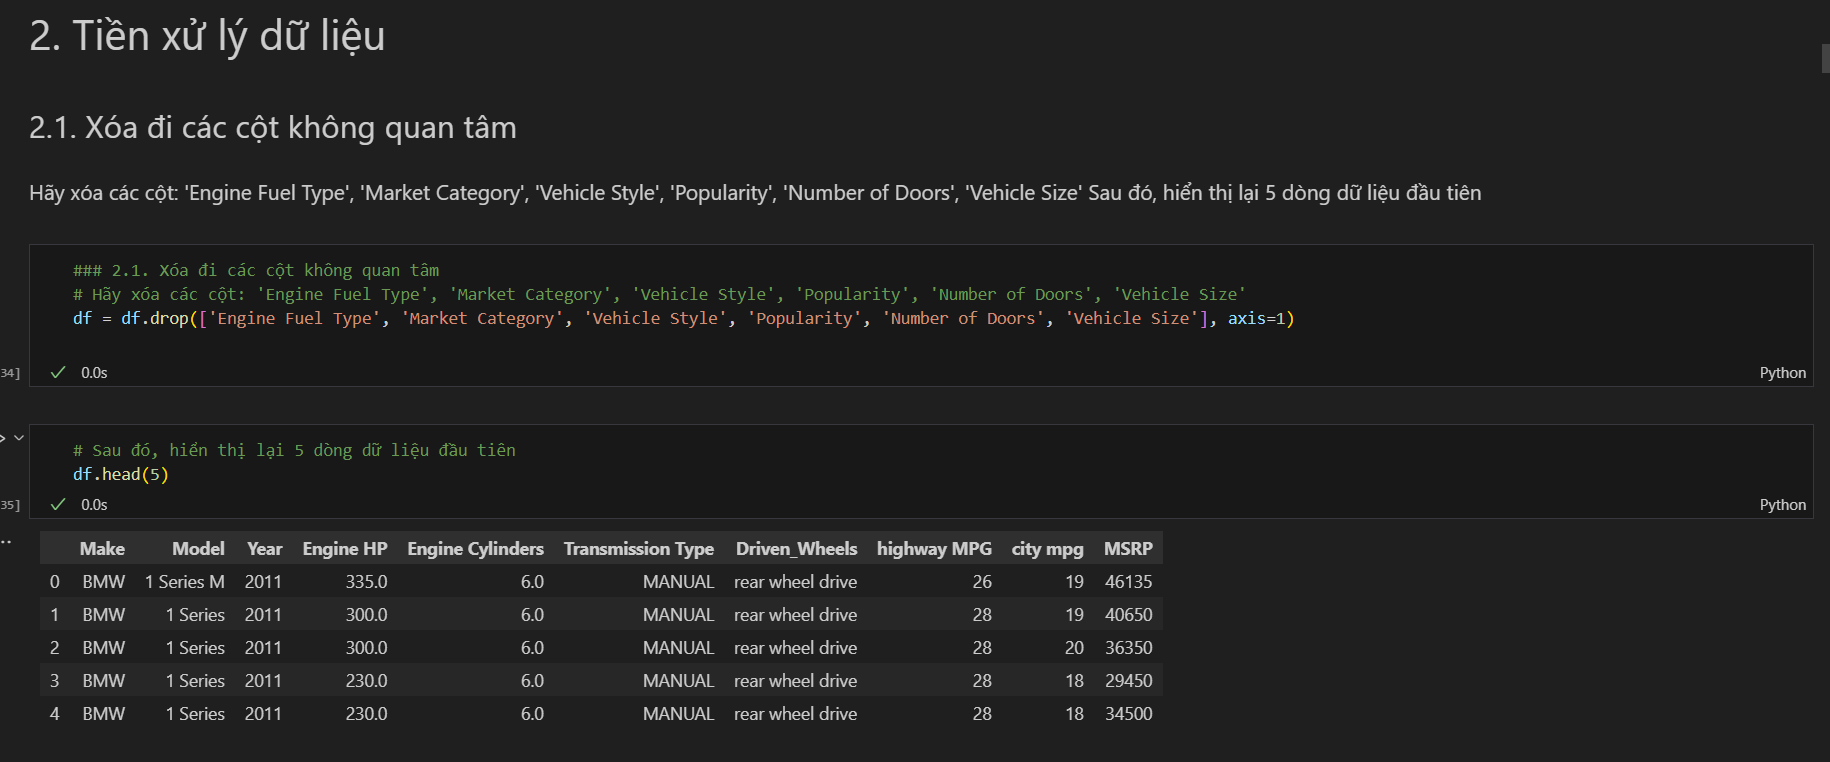 2. Tiền xử lý dữ liệu
2.1. Xóa đi các cột không quan tâm
Hãy xóa các cột: 'Engine Fuel Type', 'Market Category', 'Vehicle Style', 'Popularity', 'Number of Doors', 'Vehicle Size' Sau đó, hiển thị lại 5 dòng dữ liệu đầu tiên
### 2.1. Xóa đi các cột không quan tâm
# Hãy xóa các cột: 'Engine Fuel Type', 'Market Category', 'Vehicle Style', 'Popularity', 'Number of Doors', 'Vehicle Size'
df = df.drop(['Engine Fuel Type', 'Market Category', 'Vehicle Style', 'Popularity', 'Number of Doors', 'Vehicle Size'], axis=1)
34] 0.0s Python
# Sau đó, hiển thị lại 5 dòng dữ liệu đầu tiên
df.head(5)
35] 0.0s Python
Make Model Year Engine HP Engine Cylinders Transmission Type Driven_Wheels highway MPG city mpg MSRP
0 BMW 1 Series M 2011 335.0 6.0 MANUAL rear wheel drive 26 19 46135
1 BMW 1 Series 2011 300.0 6.0 MANUAL rear wheel drive 28 19 40650
2 BMW 1 Series 2011 300.0 6.0 MANUAL rear wheel drive 28 20 36350
3 BMW 1 Series 2011 230.0 6.0 MANUAL rear wheel drive 28 18 29450
4 BMW 1 Series 2011 230.0 6.0 MANUAL rear wheel drive 28 18 34500